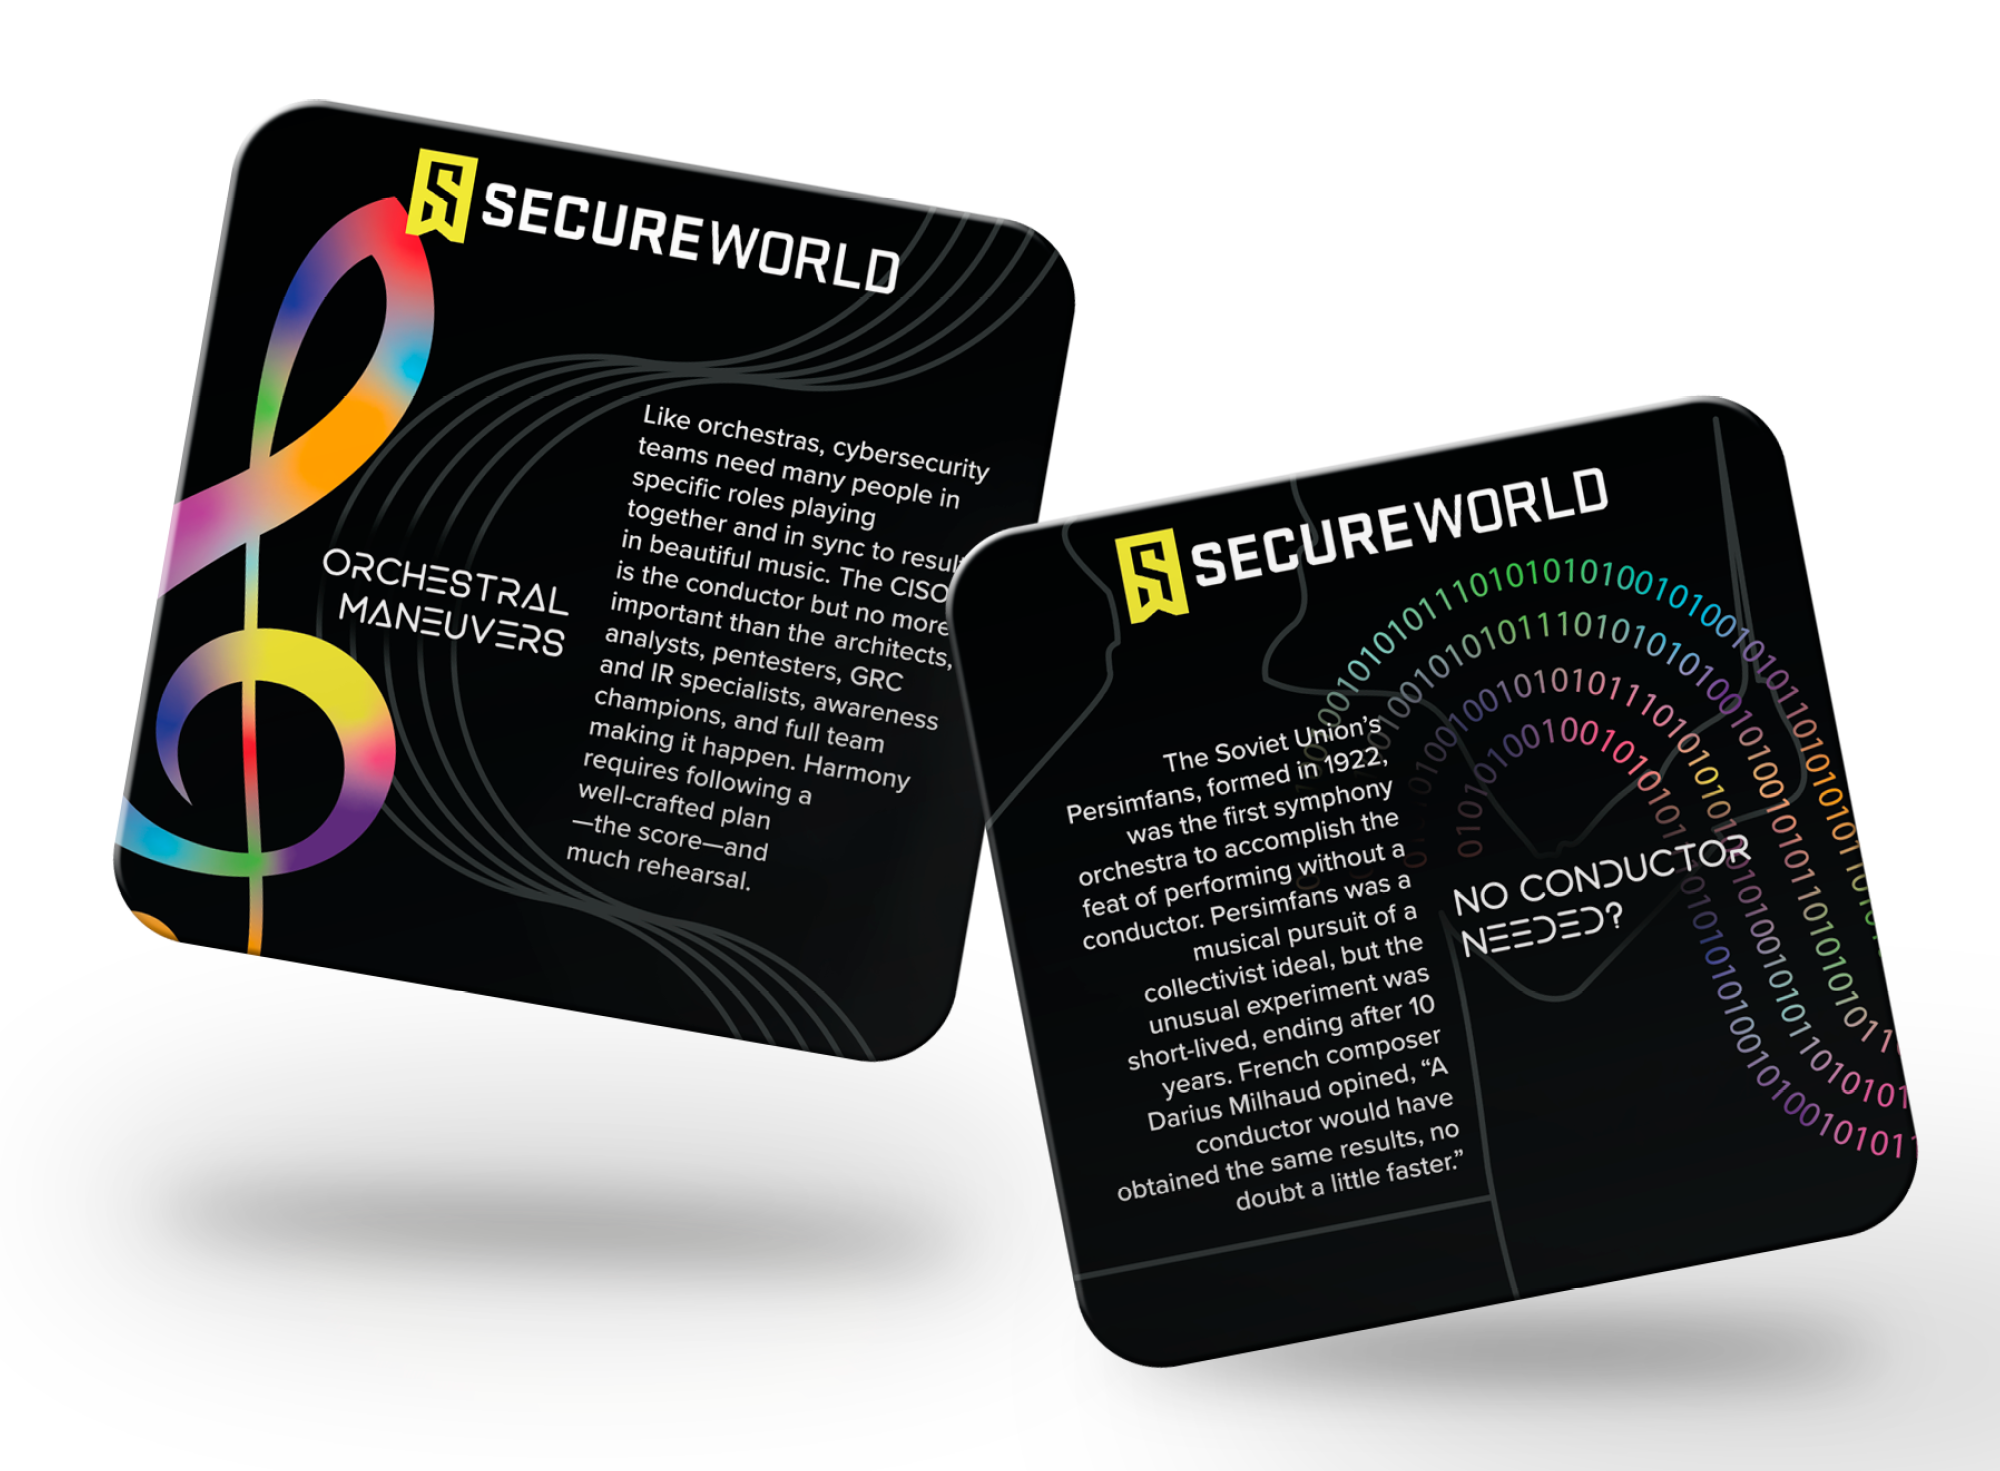 SECUREWORLD
ORCHESTRAL
MANEUVERS
Like orchestras, cybersecurity
teams need many people in
specific roles playing
together and in sync to result
in beautiful music. The CISO
is the conductor but no more
important than the architects,
analysts, pentesters, GRC
and IR specialists, awareness
champions, and full team
making it happen. Harmony
requires following a
well-crafted plan
—the score—and
much rehearsal.
SECUREWORLD
The Soviet Union's
Persimfans, formed in 1922,
was the first symphony
orchestra to accomplish the
feat of performing without a
conductor. Persimfans was a
musical pursuit of a
collectivist ideal, but the
unusual experiment was
short-lived, ending after 10
years. French composer
Darius Milhaud opined, “A
conductor would have
obtained the same results, no
doubt a little faster.”
NO CONDUCTOR
NEEDED?